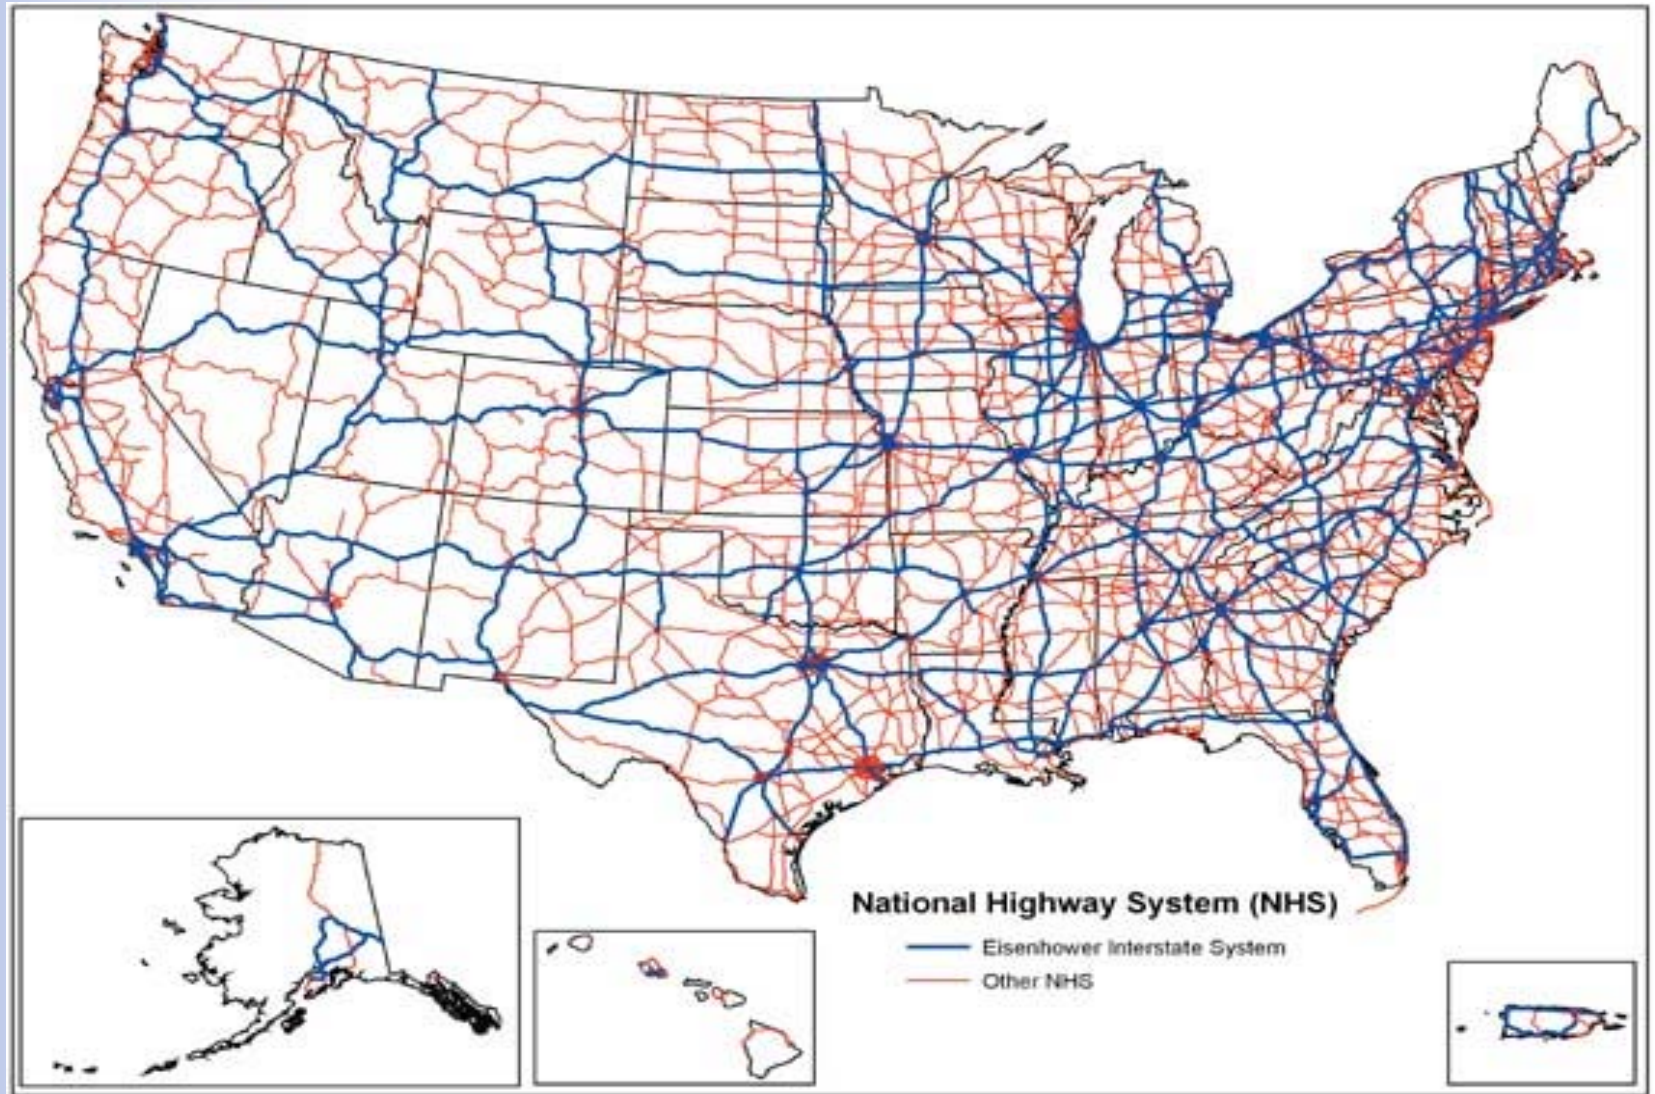 National Highway System (NHS)
Eisenhower Interstate System
Other NHS